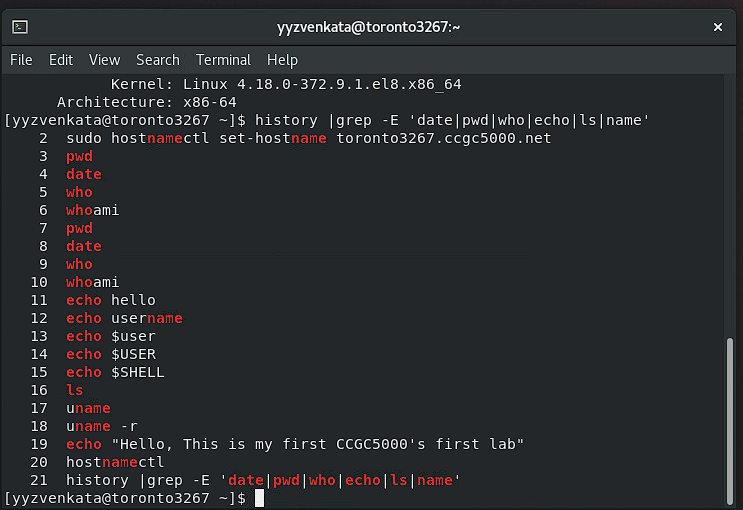 yyzvenkata@toronto3267:~
File Edit View Search Terminal Help
Kernel: Linux 4.18.0-372.9.1.el8.x86_64
Architecture: x86-64
[yyzvenkata@toronto3267 ~]$ history |grep -E 'date|pwd|who|echo|ls|name'
2 sudo hostnamectl set-hostname toronto3267.ccgc5000.net
3 pwd
4 date
5 who
6 whoami
7 pwd
8 date
9 who
10 whoami
11 echo hello
12 echo username
13 echo $user
14 echo $USER
15 echo $SHELL
16 ls
17 uname
18 uname -r
19 echo "Hello, This is my first CCGC5000's first lab"
20 hostnamectl
21 history |grep -E 'date|pwd|who|echo|ls|name'
[yyzvenkata@toronto3267 ~]$